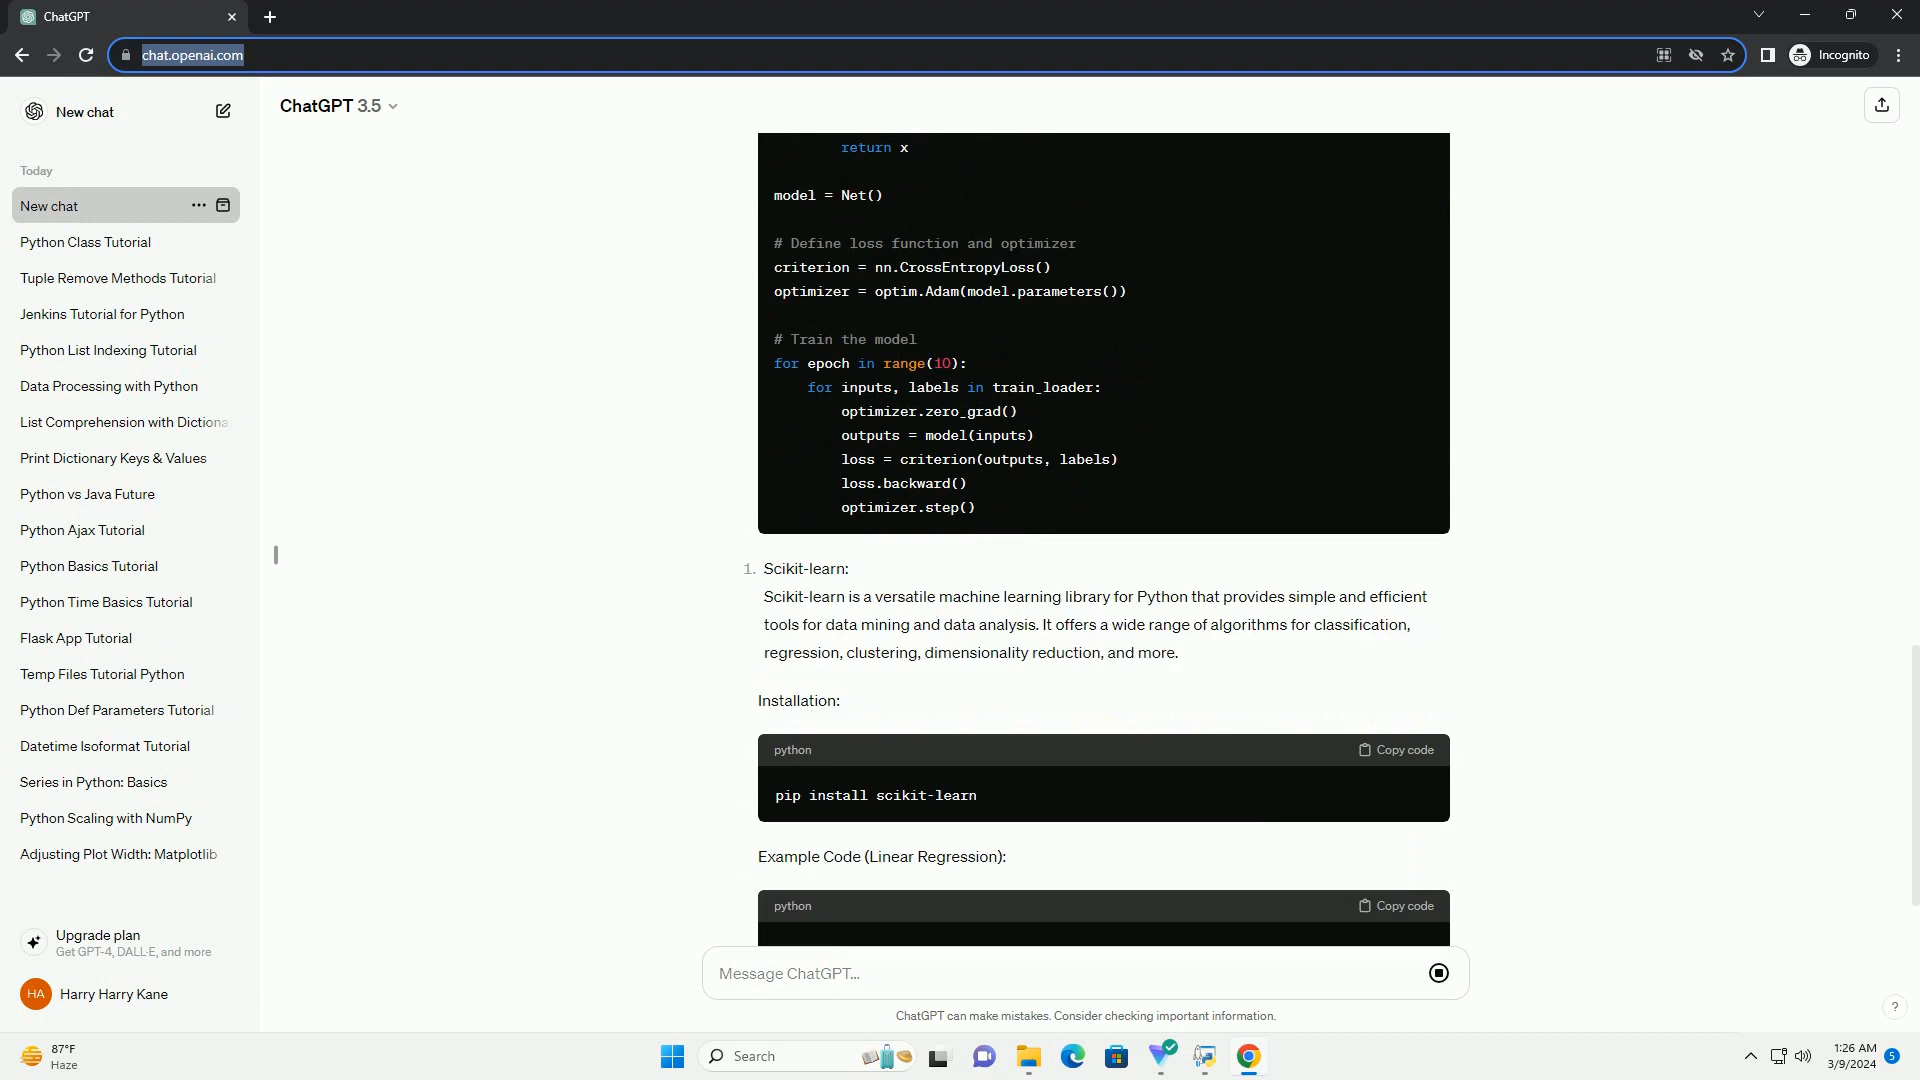 ChatGPT
chat.openai.com
Incognito
New chat
ChatGPT 3.5
Today
New chat
Python Class Tutorial
Tuple Remove Methods Tutorial
Jenkins Tutorial for Python
Python List Indexing Tutorial
Data Processing with Python
List Comprehension with Dictiona
Print Dictionary Keys & Values
Python vs Java Future
Python Ajax Tutorial
Python Basics Tutorial
Python Time Basics Tutorial
Flask App Tutorial
Temp Files Tutorial Python
Python Def Parameters Tutorial
Datetime Isoformat Tutorial
Series in Python: Basics
Python Scaling with NumPy
Adjusting Plot Width: Matplotlib
Upgrade plan
Get GPT-4, DALL·E, and more
HA Harry Harry Kane
return x
model = Net()
# Define loss function and optimizer
criterion = nn.CrossEntropyLoss()
optimizer = optim.Adam(model.parameters())
# Train the model
for epoch in range(10):
for inputs, labels in train_loader:
optimizer.zero_grad()
outputs = model(inputs)
loss = criterion(outputs, labels)
loss.backward()
optimizer.step()
1. Scikit-learn:
Scikit-learn is a versatile machine learning library for Python that provides simple and efficient
tools for data mining and data analysis. It offers a wide range of algorithms for classification,
regression, clustering, dimensionality reduction, and more.
Installation:
python Copy code
pip install scikit-learn
Example Code (Linear Regression):
python Copy code
Message ChatGPT...
ChatGPT can make mistakes. Consider checking important information.
?
87°F
Haze
Search
1:26 AM
3/9/2024
5